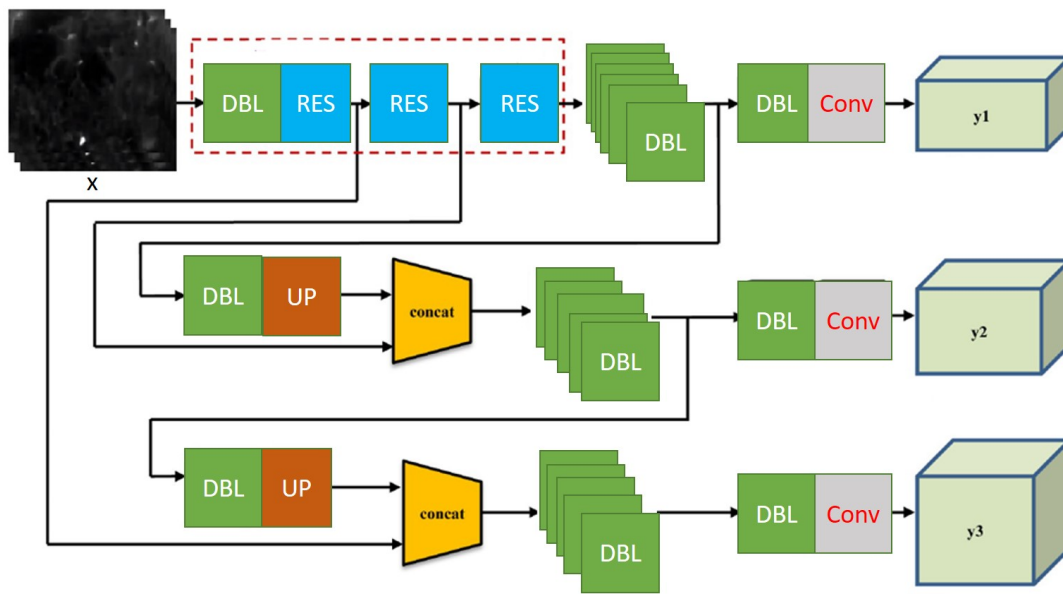 DBL RES RES RES DBL DBL Conv y1
x
DBL UP concat DBL DBL Conv y2
DBL UP concat DBL DBL Conv y3